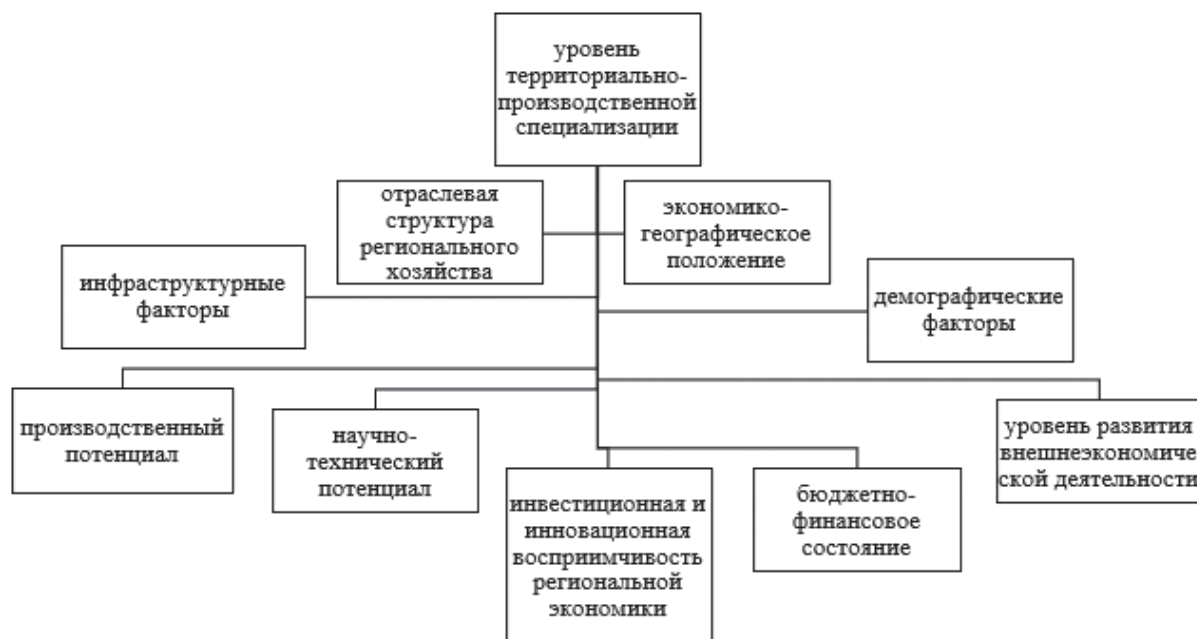 уровень
территориально-
производственной
специализации
отраслевая
структура
регионального
хозяйства
экономико-
географическое
положение
инфраструктурные
факторы
демографические
факторы
производственный
потенциал
научно-
технический
потенциал
инвестиционная и
инновационная
восприимчивость
региональной
экономики
бюджетно-
финансовое
состояние
уровень развития
внешнеэкономиче
ской деятельности